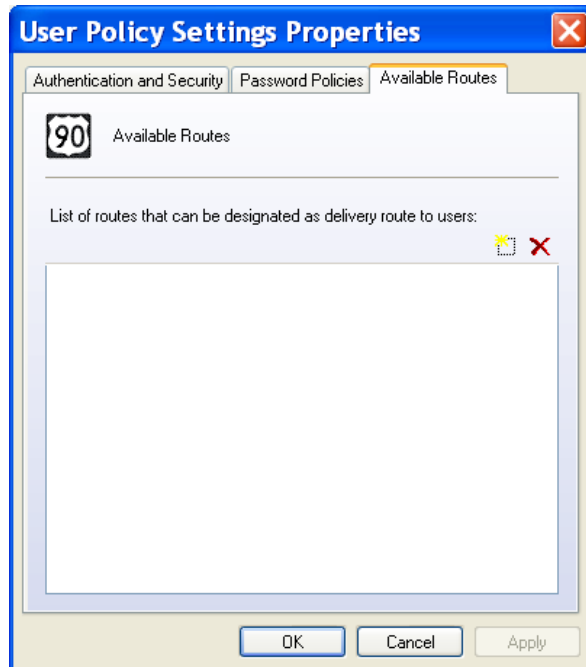 User Policy Settings Properties
Authentication and Security Password Policies Available Routes
90 Available Routes
List of routes that can be designated as delivery route to users:
OK Cancel Apply